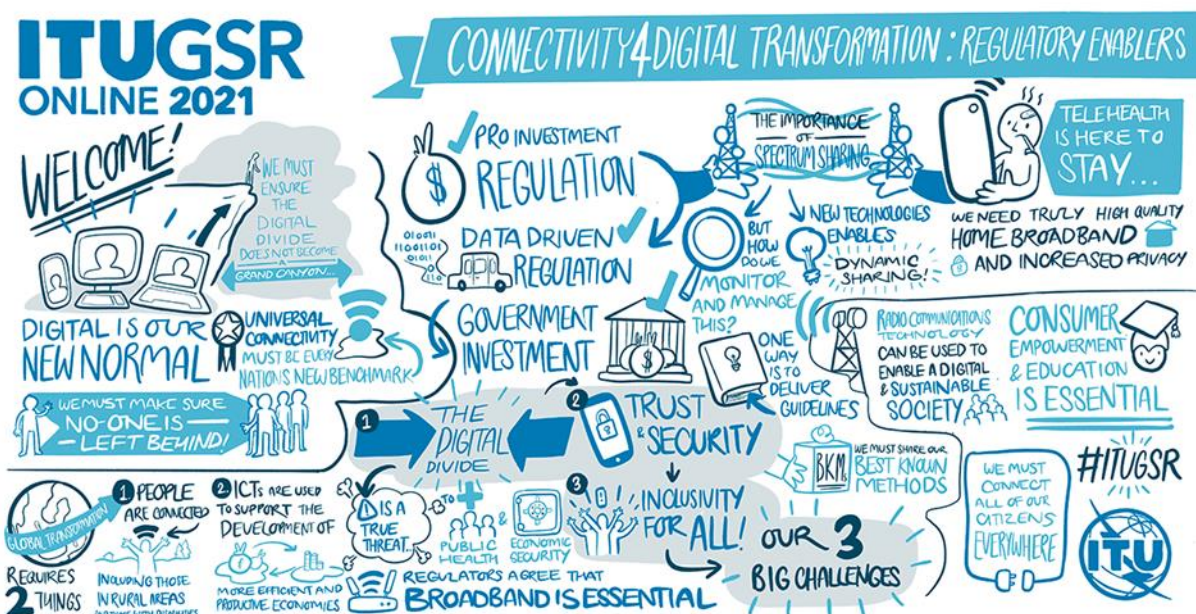 ITUGSR
ONLINE 2021
CONNECTIVITY4DIGITAL TRANSFORMATION: REGULATORY ENABLERS
WELCOME!
WE MUST
ENSURE
THE
DIGITAL
DIVIDE
DOES NOT BECOME
A
GRAND CANYON...
DIGITAL IS OUR
NEW NORMAL
UNIVERSAL
CONNECTIVITY
MUST BE EVERY
NATIONS NEW BENCHMARK
WE MUST MAKE SURE
NO-ONE IS
LEFT BEHIND!
PRO INVESTMENT
REGULATION
$
010011
11001101
01011
DATA DRIVEN
REGULATION
GOVERNMENT
INVESTMENT
$
THE IMPORTANCE
OF
SPECTRUM SHARING
BUT
HOW
DO WE
MONITOR
AND MANAGE
THIS?
NEW TECHNOLOGIES
ENABLES
DYNAMIC
SHARING!
ONE
WAY
IS TO
DELIVER
GUIDELINES
TELEHEALTH
IS HERE TO
STAY...
WE NEED TRULY HIGH QUALITY
HOME BROADBAND
AND INCREASED PRIVACY
RADIO COMMUNICATIONS
TECHNOLOGY
CAN BE USED TO
ENABLE A DIGITAL
& SUSTAINABLE
SOCIETY
CONSUMER
EMPOWERMENT
& EDUCATION
IS ESSENTIAL
1
THE
DIGITAL
DIVIDE
IS A
TRUE
THREAT...
TO
PUBLIC
HEALTH
&
ECONOMIC
SECURITY
2
TRUST
& SECURITY
3
INCLUSIVITY
FOR ALL!
OUR 3
BIG CHALLENGES
BKMs
WE MUST SHARE OUR
BEST KNOWN
METHODS
WE MUST
CONNECT
ALL OF OUR
CITIZENS
EVERYWHERE
#ITUGSR
ITU
GLOBAL TRANSFORMATION
REQUIRES
2 THINGS
1 PEOPLE
ARE CONNECTED
INCLUDING THOSE
IN RURAL AREAS
2 ICTs ARE USED
TO SUPPORT THE
DEVELOPMENT OF
MORE EFFICIENT AND
PRODUCTIVE ECONOMIES
REGULATORS AGREE THAT
BROADBAND IS ESSENTIAL